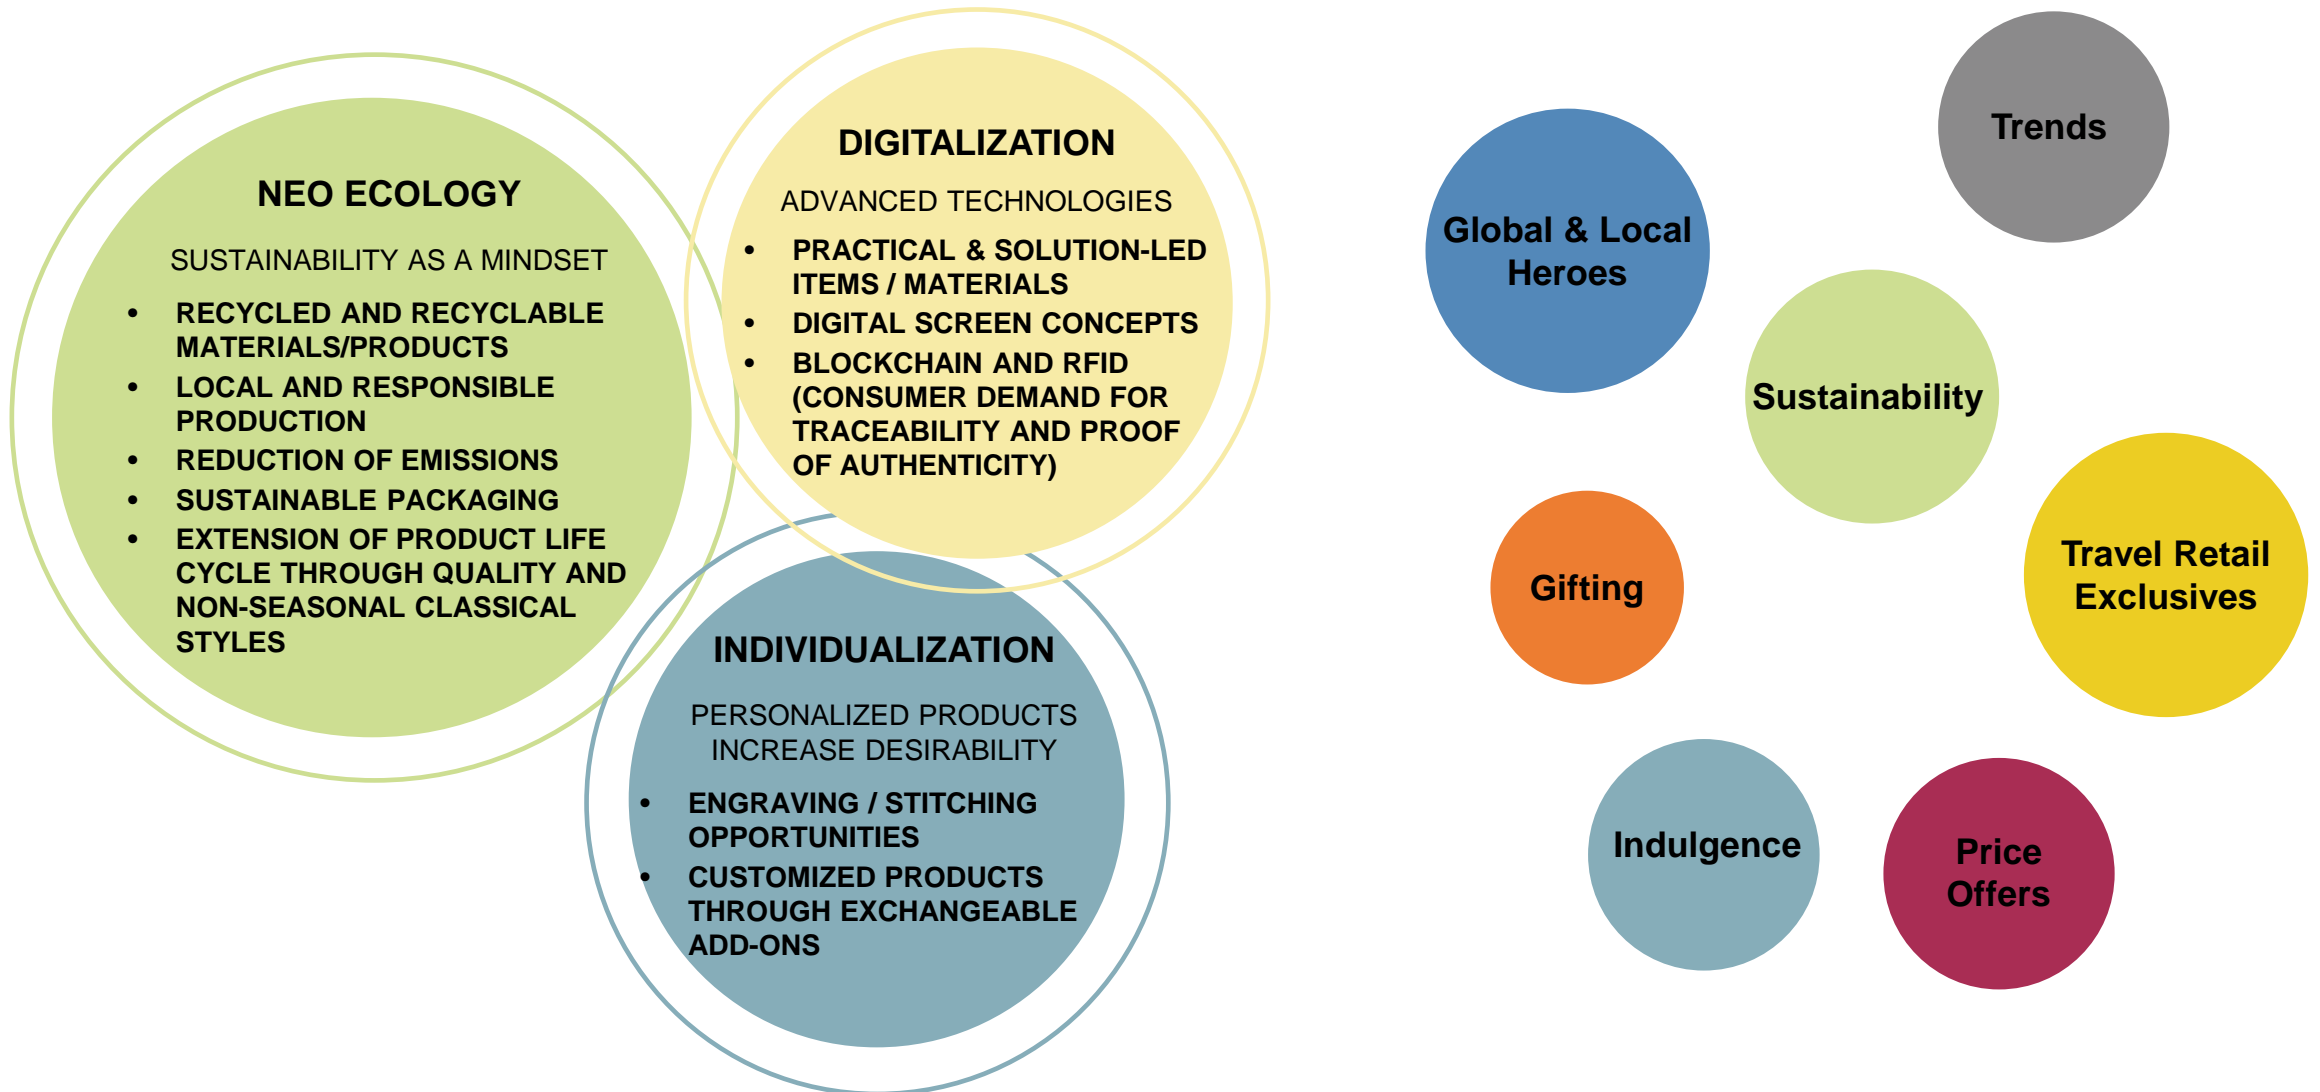 NEO ECOLOGY
SUSTAINABILITY AS A MINDSET
• RECYCLED AND RECYCLABLE
MATERIALS/PRODUCTS
• LOCAL AND RESPONSIBLE
PRODUCTION
• REDUCTION OF EMISSIONS
• SUSTAINABLE PACKAGING
• EXTENSION OF PRODUCT LIFE
CYCLE THROUGH QUALITY AND
NON-SEASONAL CLASSICAL
STYLES
DIGITALIZATION
ADVANCED TECHNOLOGIES
• PRACTICAL & SOLUTION-LED
ITEMS / MATERIALS
• DIGITAL SCREEN CONCEPTS
• BLOCKCHAIN AND RFID
(CONSUMER DEMAND FOR
TRACEABILITY AND PROOF
OF AUTHENTICITY)
INDIVIDUALIZATION
PERSONALIZED PRODUCTS
INCREASE DESIRABILITY
• ENGRAVING / STITCHING
OPPORTUNITIES
• CUSTOMIZED PRODUCTS
THROUGH EXCHANGEABLE
ADD-ONS
Trends
Global & Local
Heroes
Sustainability
Travel Retail
Exclusives
Gifting
Indulgence
Price
Offers